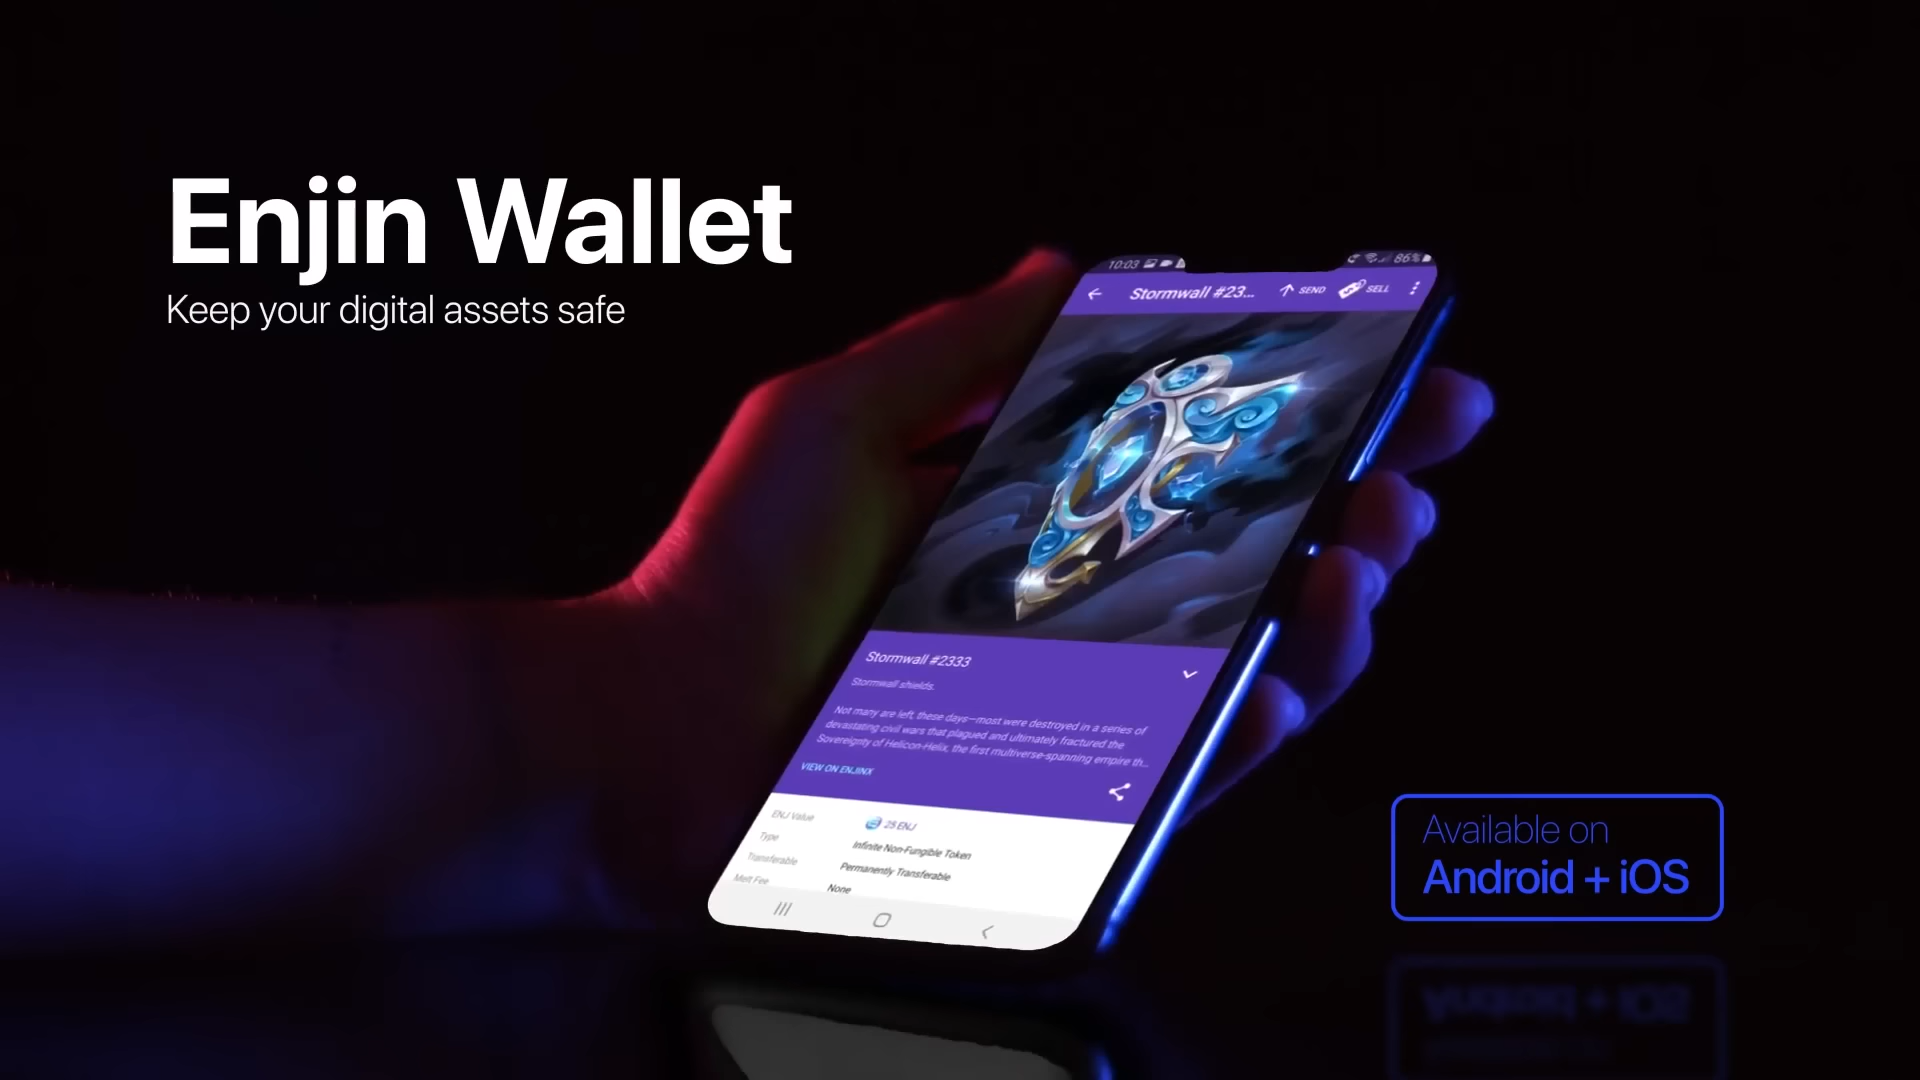 Enjin Wallet
Keep your digital assets safe
10:03
86%
Stormwall #23...
SEND
SELL
Stormwall #2333
Stormwall shields.
Not many are left, these days—most were destroyed in a series of
devastating civil wars that plagued and ultimately fractured the
Sovereignty of Helicon-Helix, the first multiverse-spanning empire th...
VIEW ON ENJINX
ENJ Value
25 ENJ
Type
Infinite Non-Fungible Token
Transferable
Permanently Transferable
Melt Fee
None
Available on
Android + iOS